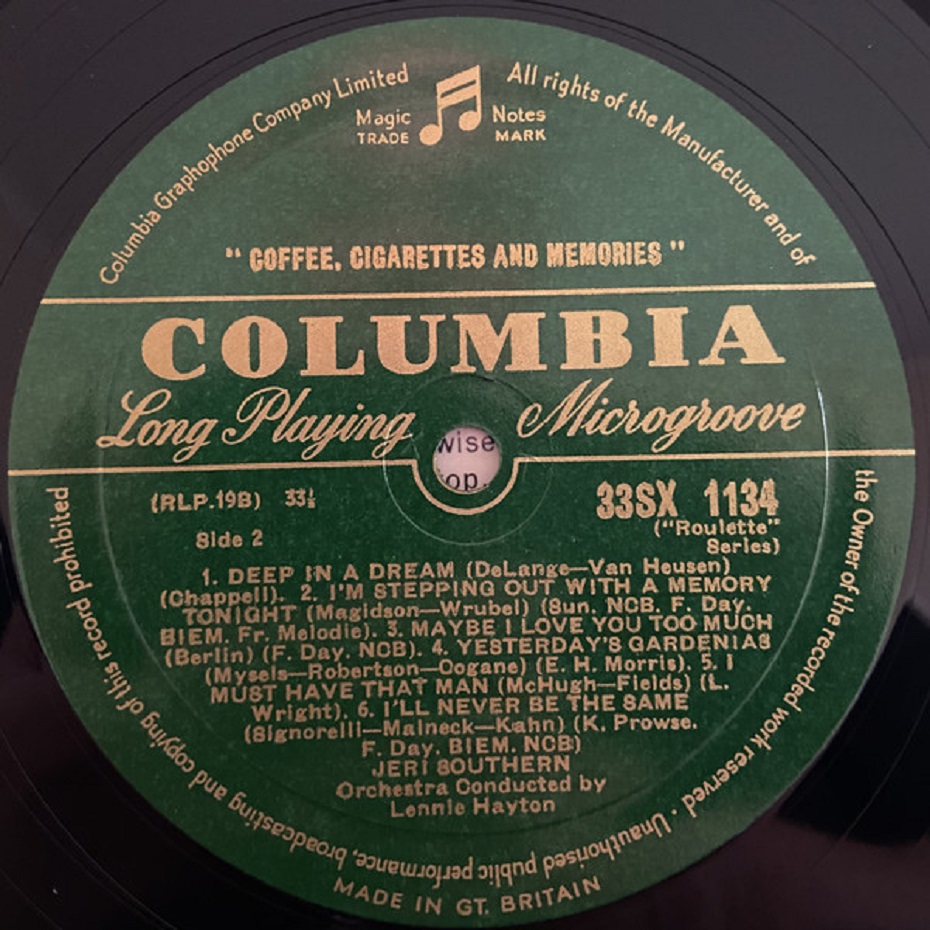 Columbia Graphophone Company Limited
Magic Notes
TRADE MARK
All rights of the Manufacturer and of
the Owner of the recorded work reserved · Unauthorised public performance, broadcasting and copying of this record prohibited
" COFFEE, CIGARETTES AND MEMORIES "
COLUMBIA
Long Playing Microgroove
wise
op.
(RLP.19B) 33⅓
33SX 1134
("Roulette"
Series)
Side 2
1. DEEP IN A DREAM (DeLange—Van Heusen)
(Chappell). 2. I'M STEPPING OUT WITH A MEMORY
TONIGHT (Magidson—Wrubel) (Sun. NCB. F. Day.
BIEM. Fr. Melodie). 3. MAYBE I LOVE YOU TOO MUCH
(Berlin) (F. Day. NCB). 4. YESTERDAY'S GARDENIAS
(Mysels—Robertson—Cogane) (E. H. Morris). 5. I
MUST HAVE THAT MAN (McHugh—Fields) (L.
Wright). 6. I'LL NEVER BE THE SAME
(Signorelli—Malneck—Kahn) (K. Prowse.
F. Day. BIEM. NCB)
JERI SOUTHERN
Orchestra Conducted by
Lennie Hayton
MADE IN GT. BRITAIN